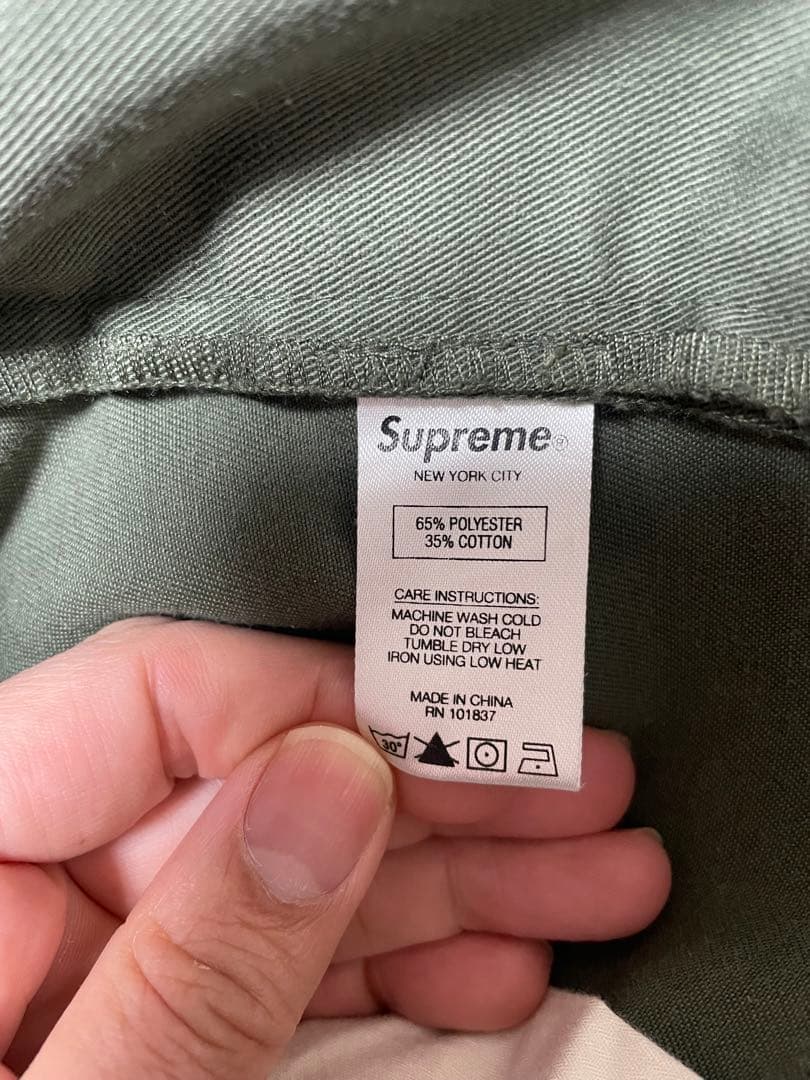 Supreme®
NEW YORK CITY
65% POLYESTER
35% COTTON
CARE INSTRUCTIONS:
MACHINE WASH COLD
DO NOT BLEACH
TUMBLE DRY LOW
IRON USING LOW HEAT
MADE IN CHINA
RN 101837
30°